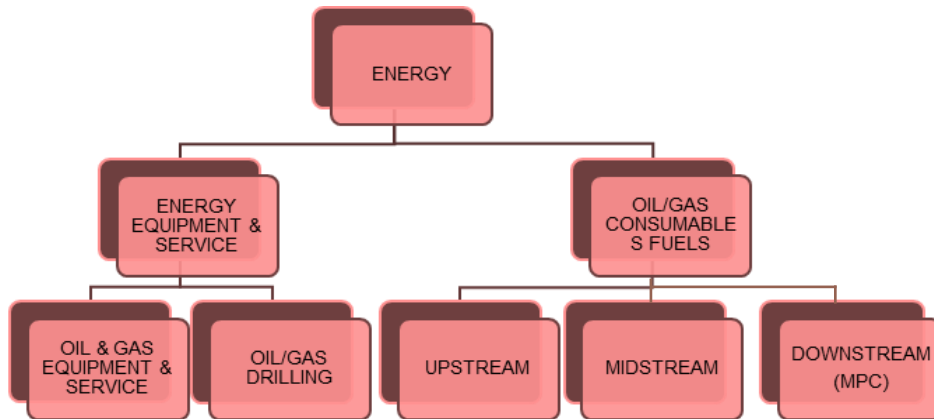 ENERGY
ENERGY
EQUIPMENT &
SERVICE
OIL/GAS
CONSUMABLE
S FUELS
OIL & GAS
EQUIPMENT &
SERVICE
OIL/GAS
DRILLING
UPSTREAM
MIDSTREAM
DOWNSTREAM
(MPC)